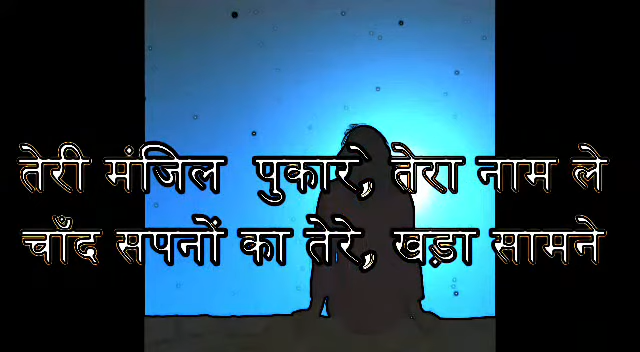 तेरी मंजिल पुकारे, तेरा नाम ले
चाँद सपनों का तेरे, खड़ा सामने